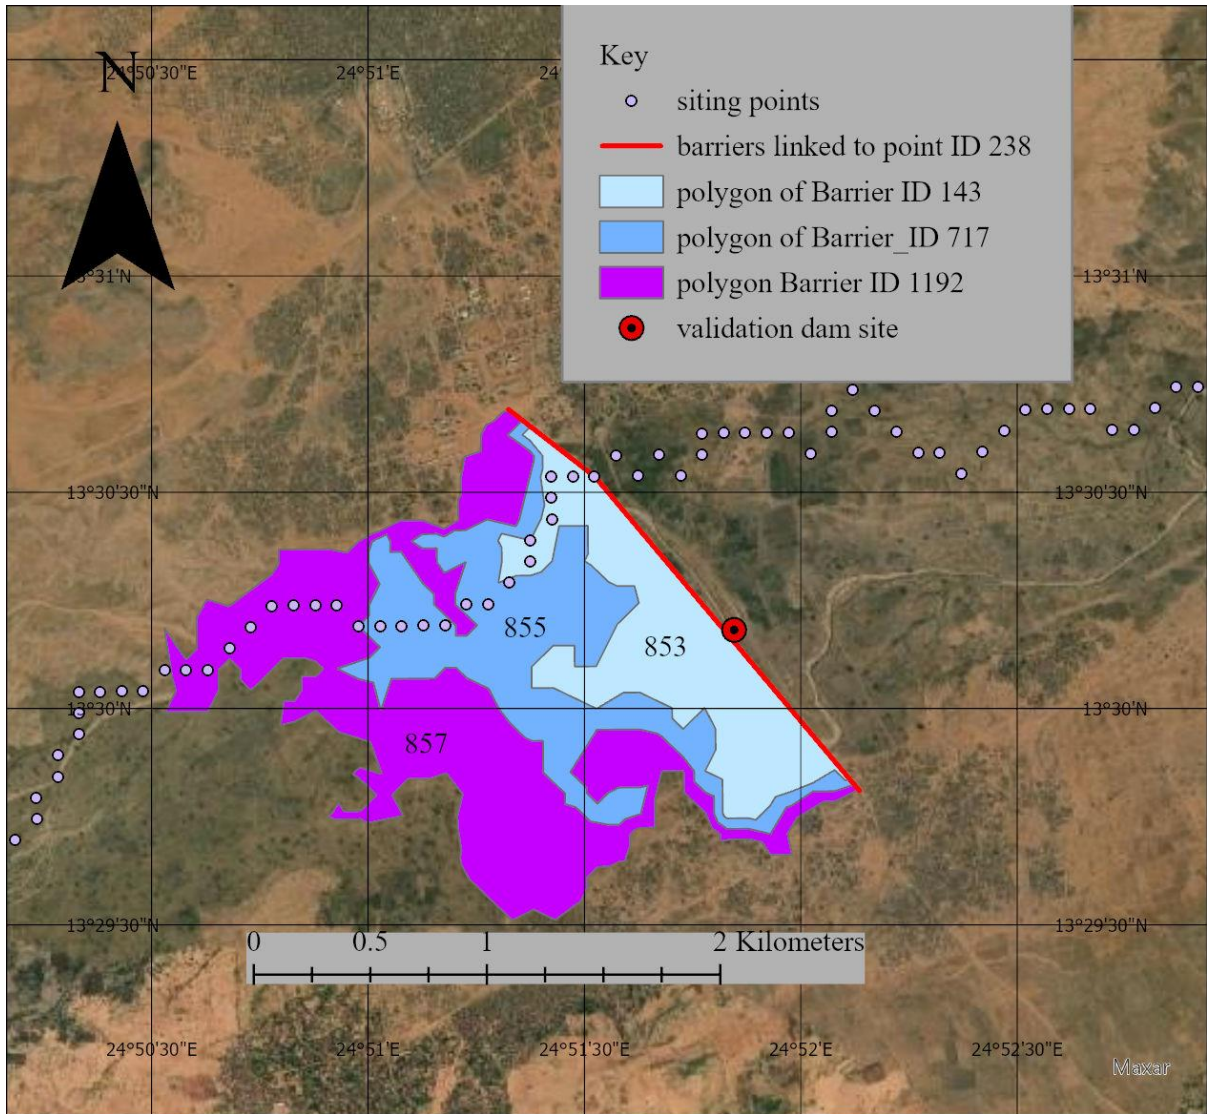 Key
N
24°50'30"E 24°51'E 24°
siting points
barriers linked to point ID 238
polygon of Barrier ID 143
polygon of Barrier_ID 717
13°31'N 13°31'N
polygon Barrier ID 1192
validation dam site
13°30'30"N 13°30'30"N
855
853
13°30'N 13°30'N
857
13°29'30"N 13°29'30"N
0 0.5 1 2 Kilometers
24°50'30"E 24°51'E 24°51'30"E 24°52'E 24°52'30"E
Maxar